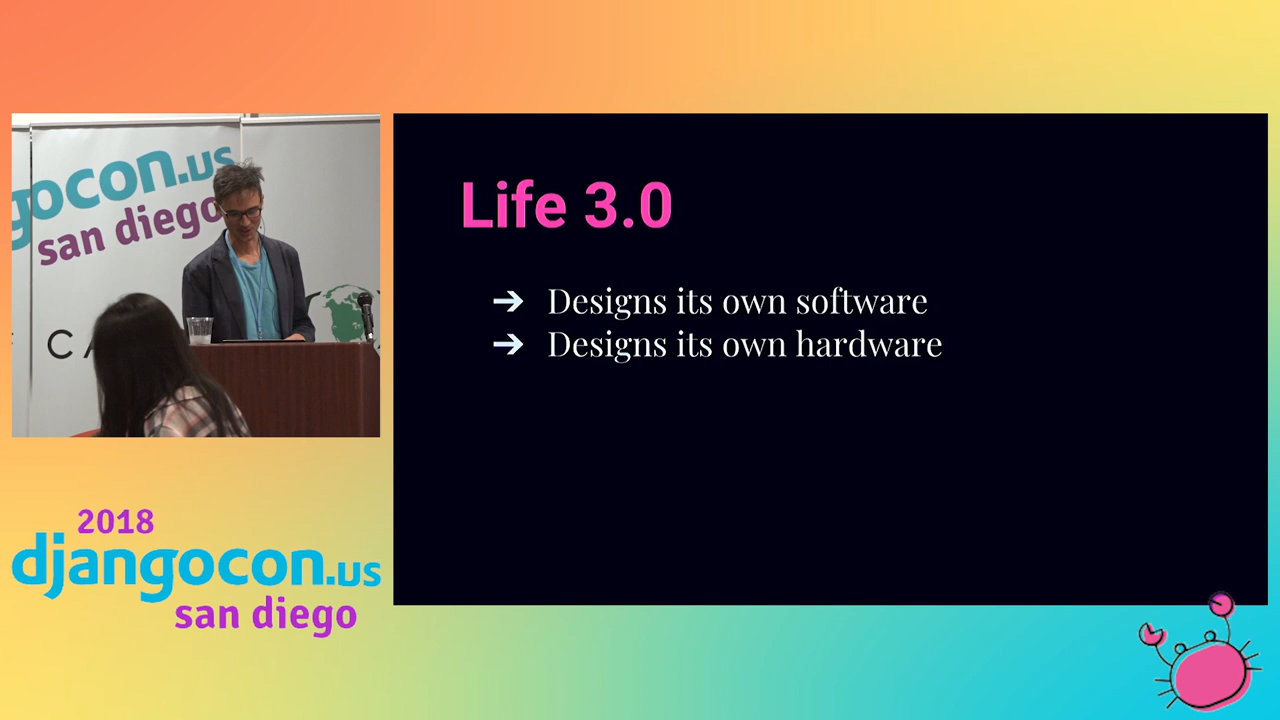 gocon.us
san diego
C A
Life 3.0
➔ Designs its own software
➔ Designs its own hardware
2018
djangocon.us
san diego